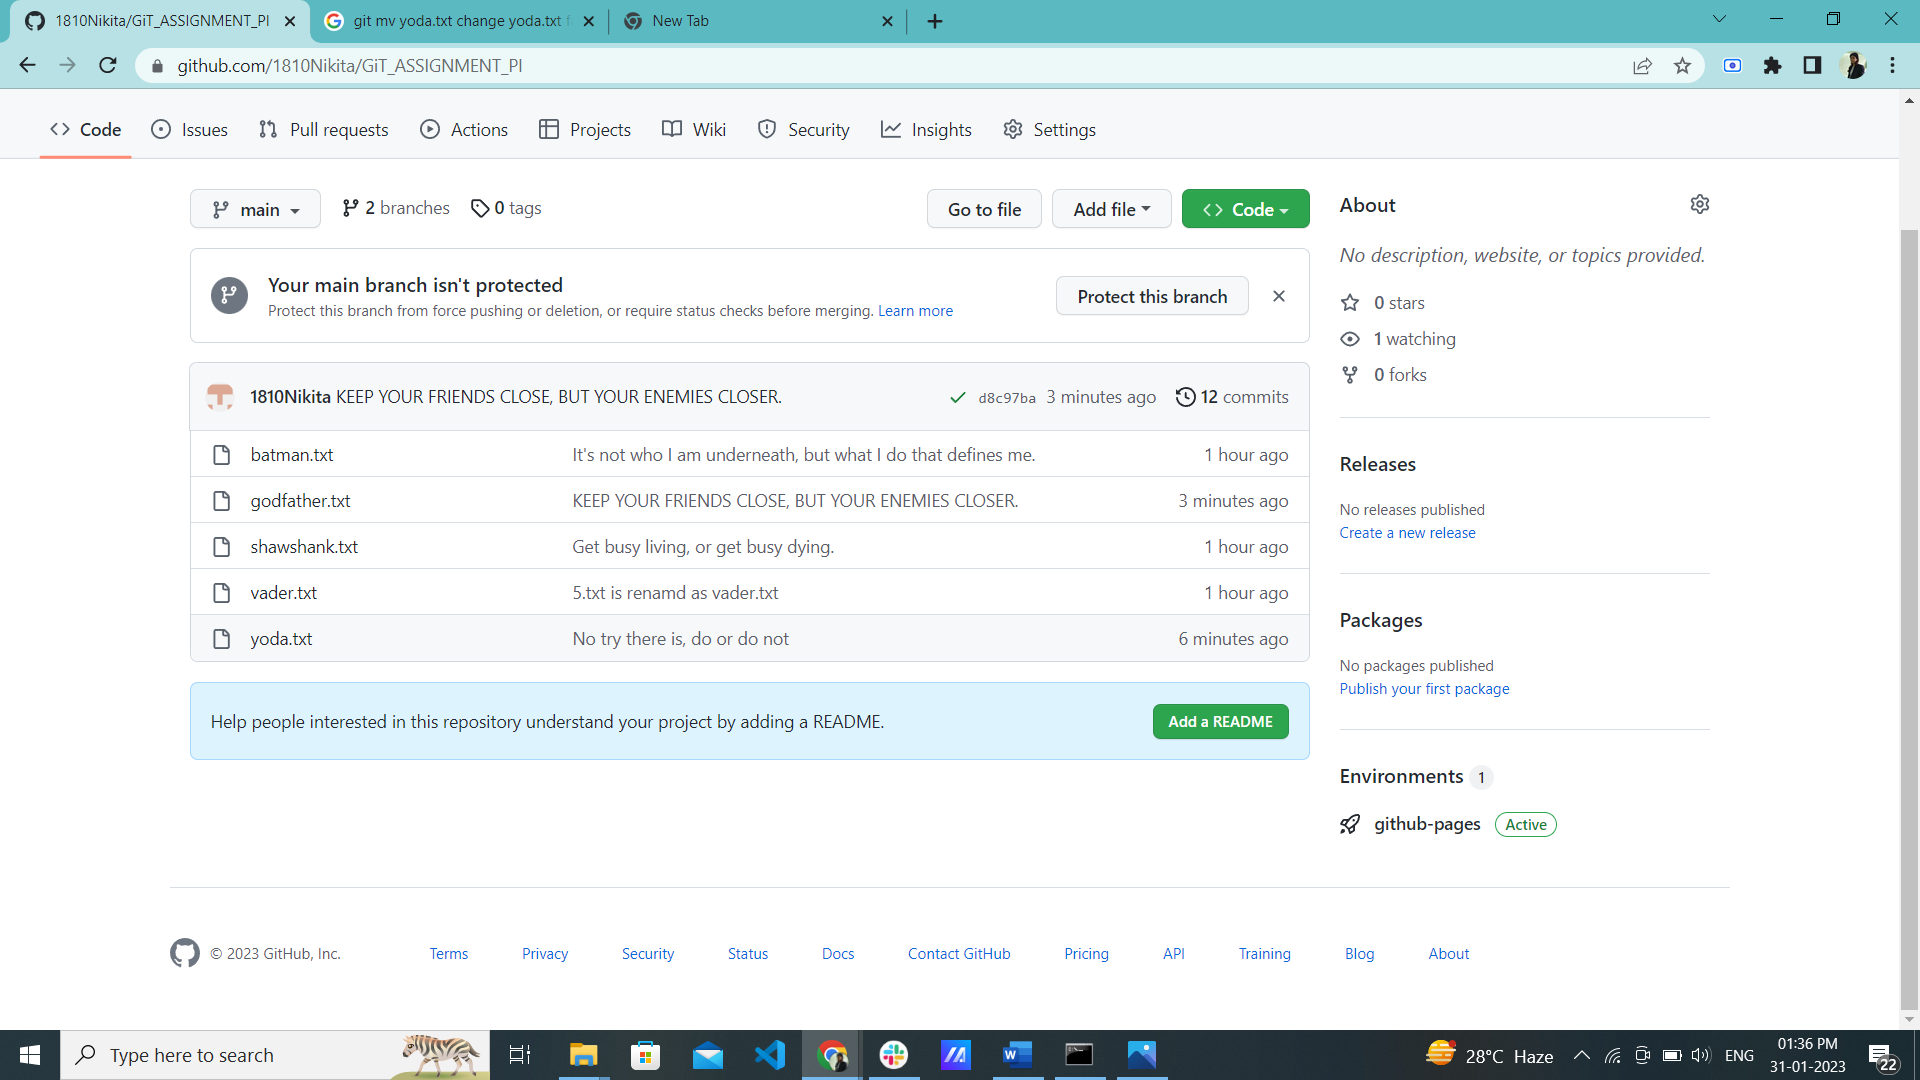 1810Nikita/GiT_ASSIGNMENT_PI
git mv yoda.txt change yoda.txt f
New Tab
github.com/1810Nikita/GiT_ASSIGNMENT_PI
Code Issues Pull requests Actions Projects Wiki Security Insights Settings
main 2 branches 0 tags Go to file Add file Code
Your main branch isn't protected
Protect this branch from force pushing or deletion, or require status checks before merging. Learn more
Protect this branch
1810Nikita KEEP YOUR FRIENDS CLOSE, BUT YOUR ENEMIES CLOSER. d8c97ba 3 minutes ago 12 commits
batman.txt It's not who I am underneath, but what I do that defines me. 1 hour ago
godfather.txt KEEP YOUR FRIENDS CLOSE, BUT YOUR ENEMIES CLOSER. 3 minutes ago
shawshank.txt Get busy living, or get busy dying. 1 hour ago
vader.txt 5.txt is renamd as vader.txt 1 hour ago
yoda.txt No try there is, do or do not 6 minutes ago
Help people interested in this repository understand your project by adding a README. Add a README
About
No description, website, or topics provided.
0 stars
1 watching
0 forks
Releases
No releases published
Create a new release
Packages
No packages published
Publish your first package
Environments 1
github-pages Active
© 2023 GitHub, Inc. Terms Privacy Security Status Docs Contact GitHub Pricing API Training Blog About
Type here to search
28°C Haze
ENG
01:36 PM
31-01-2023
22